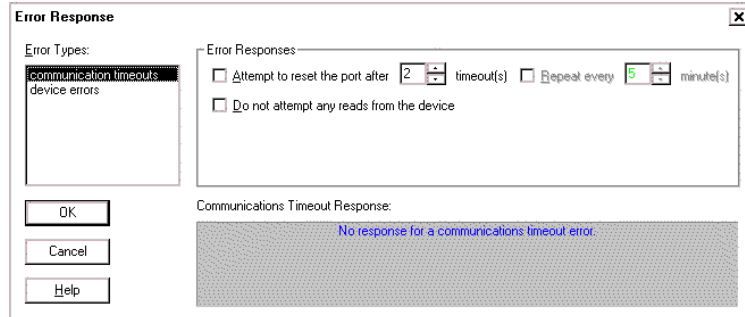 Error Response
Error Types:
communication timeouts
device errors
Error Responses
Attempt to reset the port after 2 timeout(s) Repeat every 5 minute(s)
Do not attempt any reads from the device
OK
Cancel
Help
Communications Timeout Response:
No response for a communications timeout error.